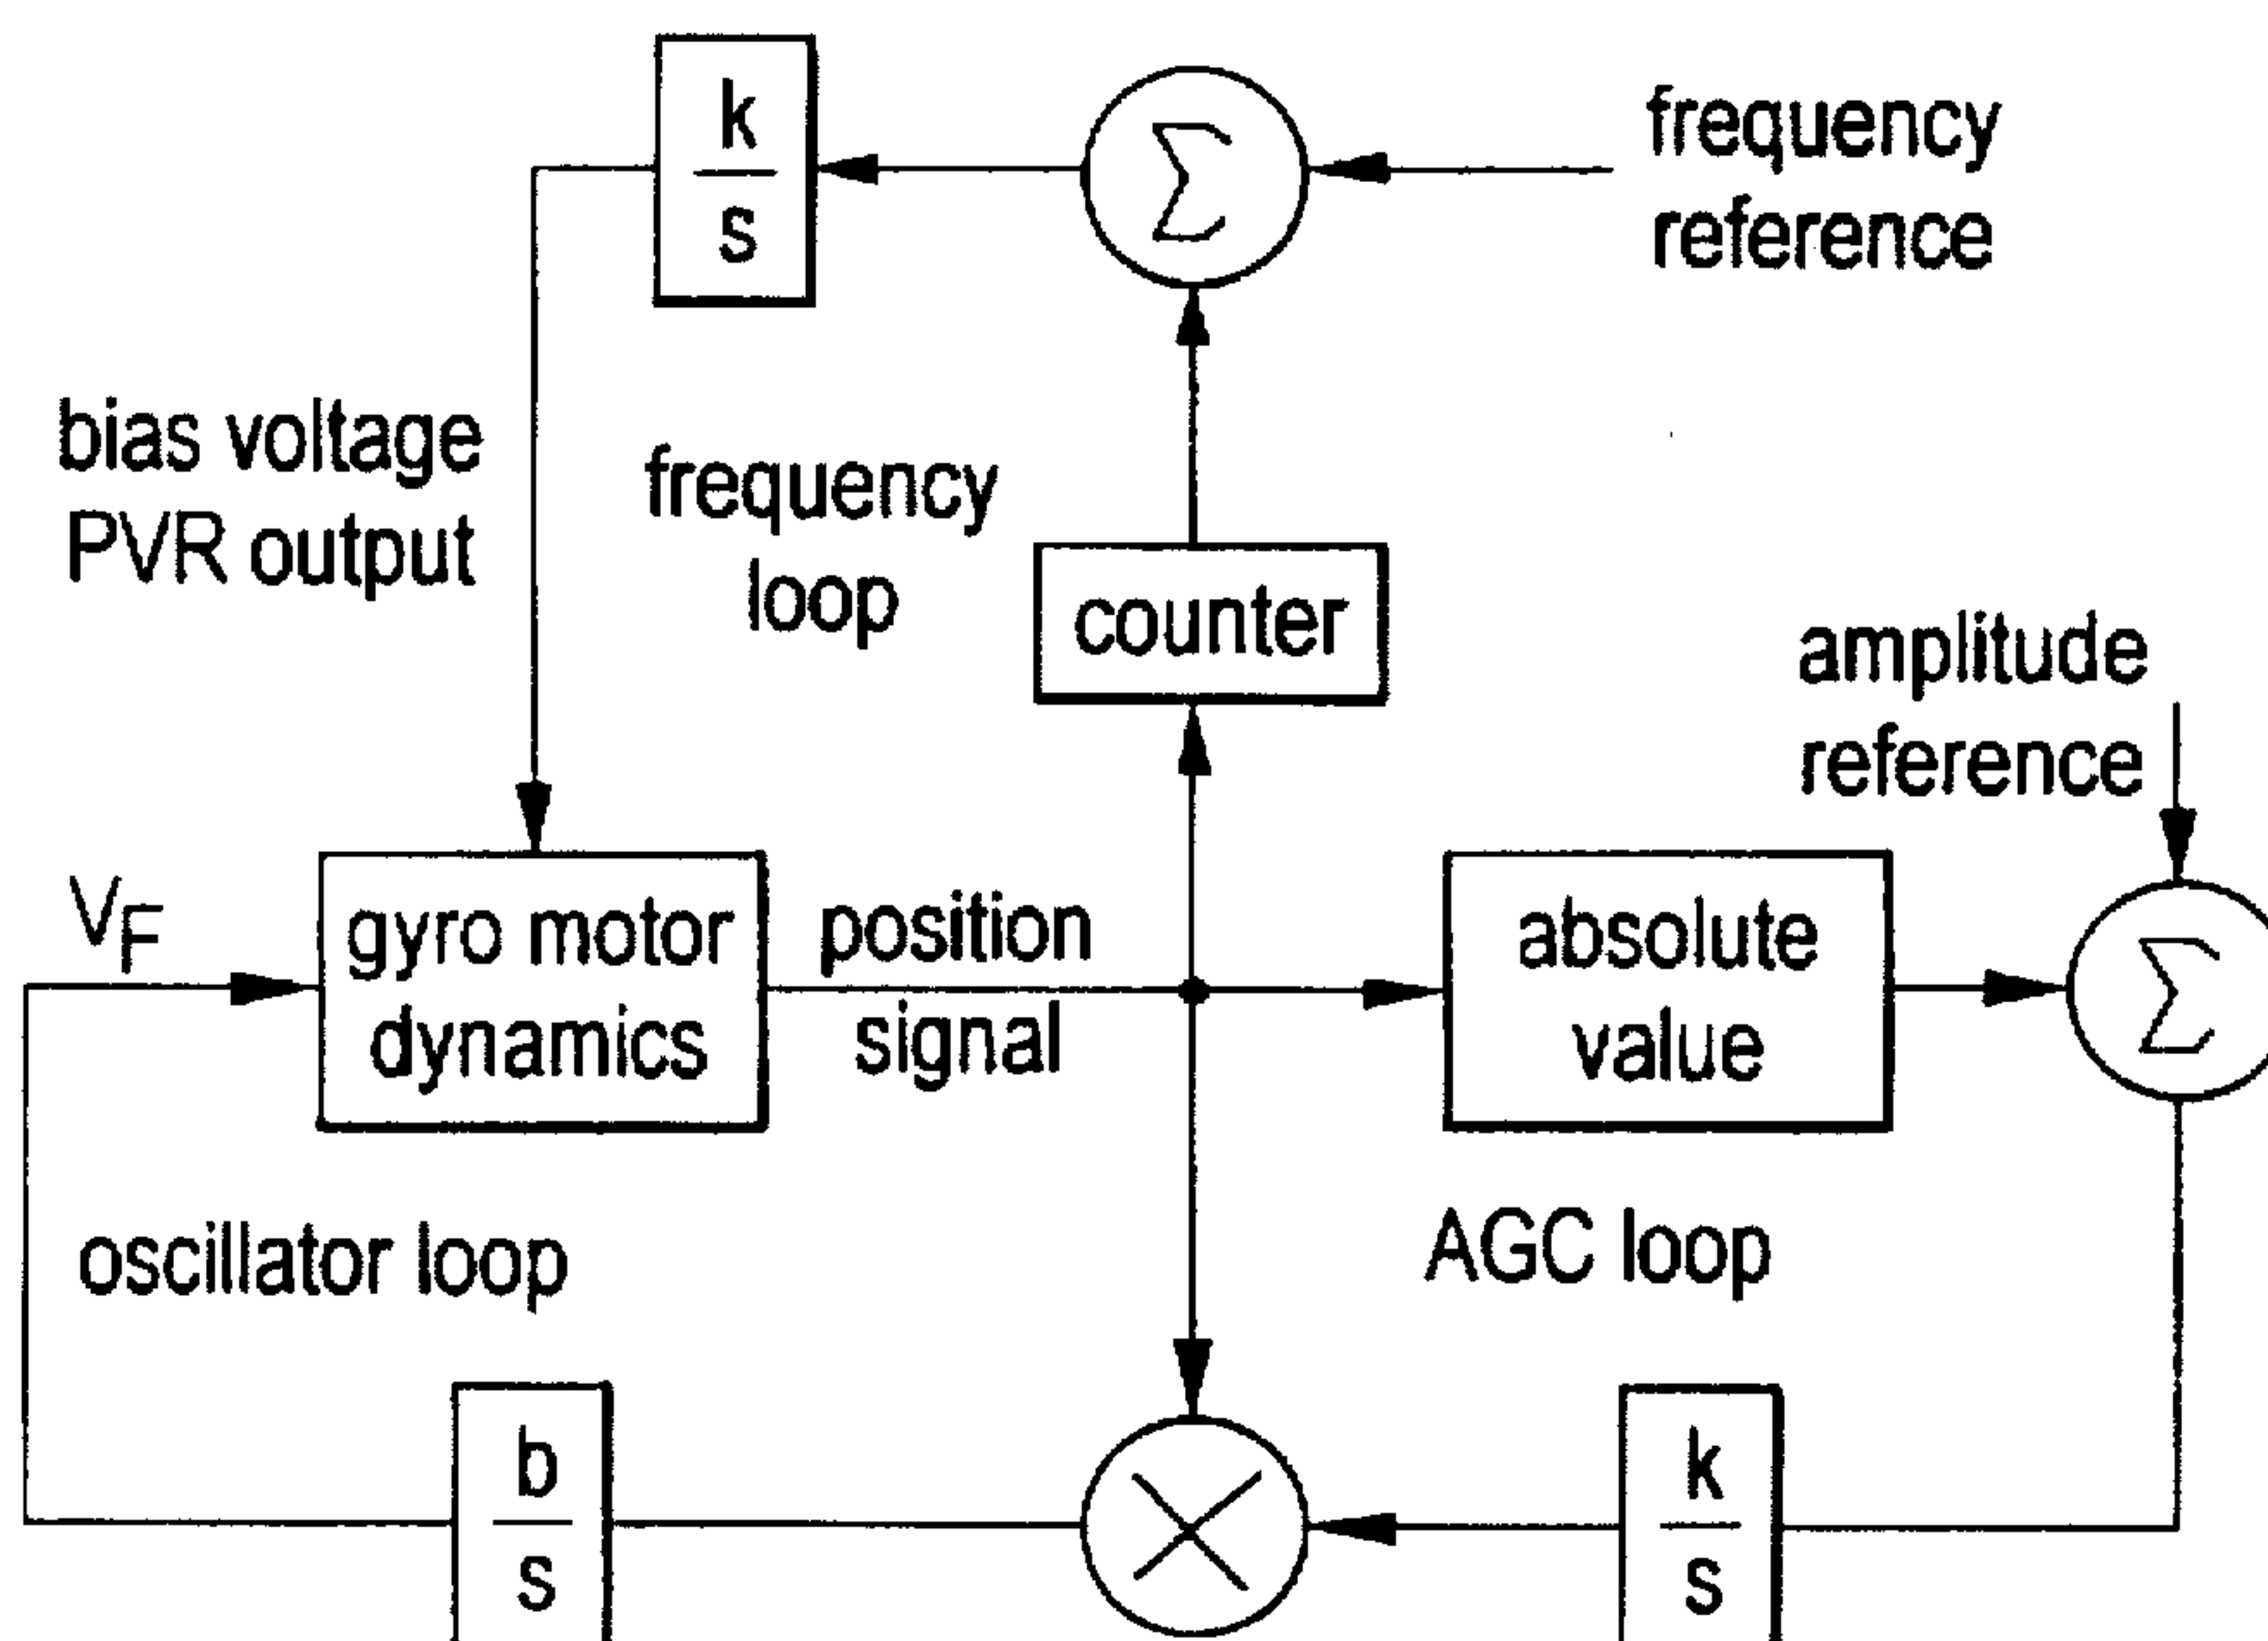 k
s
Σ
frequency
reference
bias voltage
PVR output
frequency
loop
counter
amplitude
reference
V_F
gyro motor
dynamics
position
signal
absolute
value
Σ
oscillator loop
AGC loop
b
s
k
s